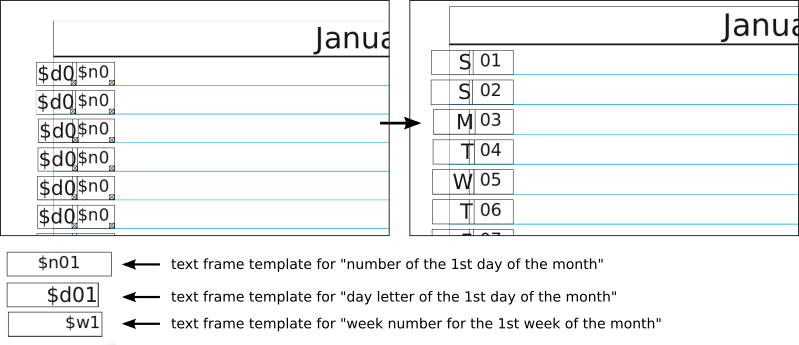 Janua
$d0 $n0
$d0 $n0
$d0 $n0
$d0 $n0
$d0 $n0
$d0 $n0
Janua
S 01
S 02
M 03
T 04
W 05
T 06
07
$n01 text frame template for "number of the 1st day of the month"
$d01 text frame template for "day letter of the 1st day of the month"
$w1 text frame template for "week number for the 1st week of the month"